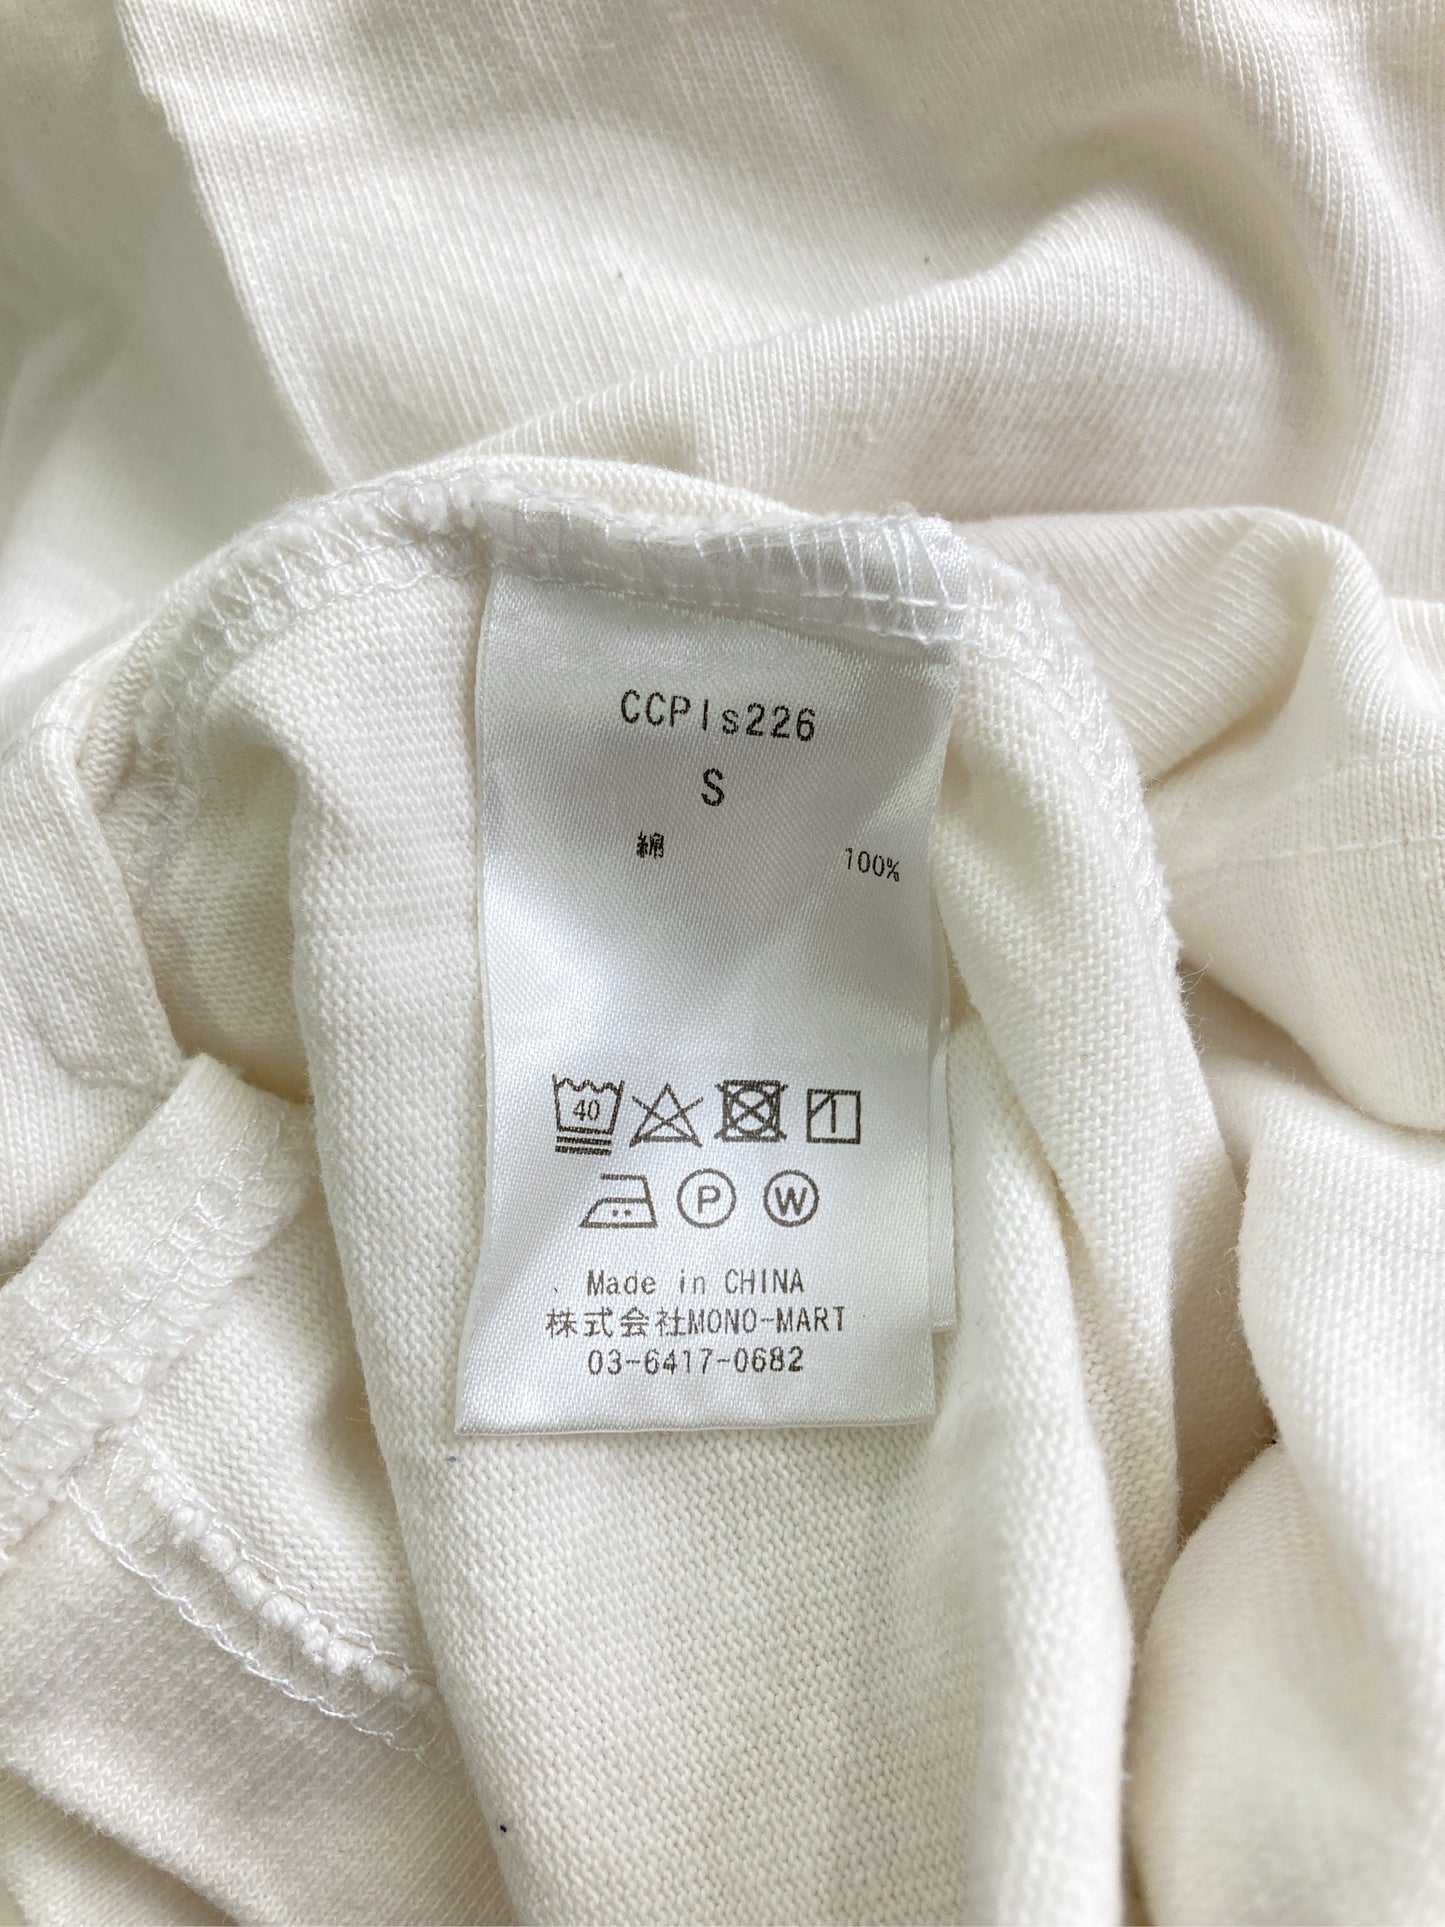 CCPls226
S
綿 100%
40
P W
Made in CHINA
株式会社MONO-MART
03-6417-0682